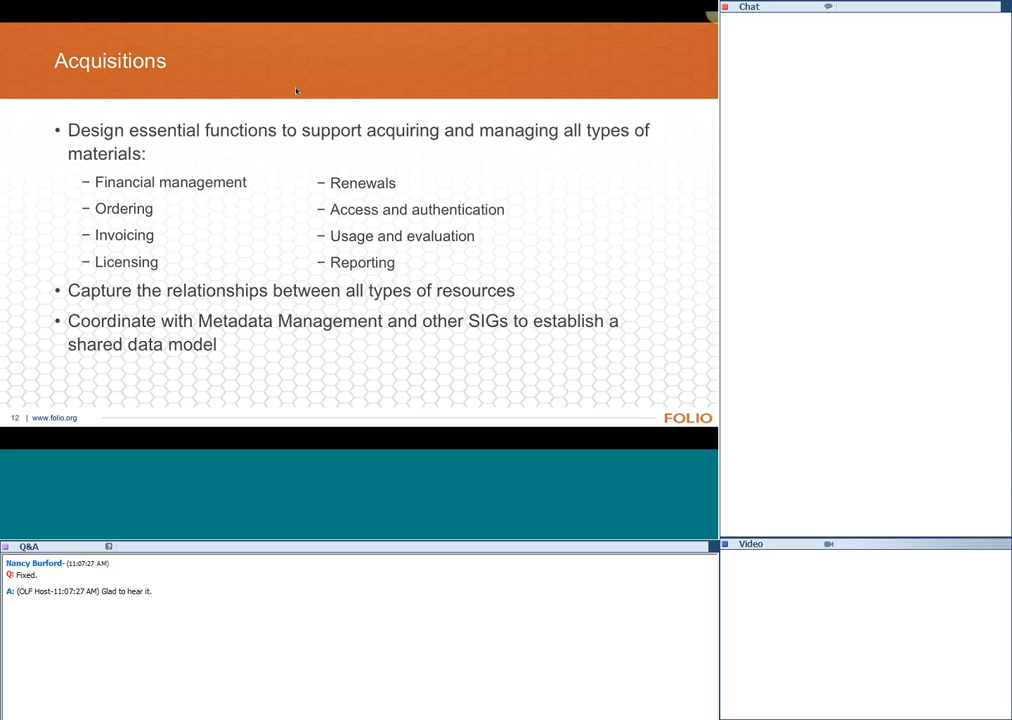 Acquisitions
• Design essential functions to support acquiring and managing all types of
materials:
− Financial management
− Ordering
− Invoicing
− Licensing
− Renewals
− Access and authentication
− Usage and evaluation
− Reporting
• Capture the relationships between all types of resources
• Coordinate with Metadata Management and other SIGs to establish a
shared data model
12 | www.folio.org
FOLIO
Chat
Q&A
Nancy Burford- (11:07:27 AM)
Q: Fixed.
A: (OLF Host-11:07:27 AM) Glad to hear it.
Video